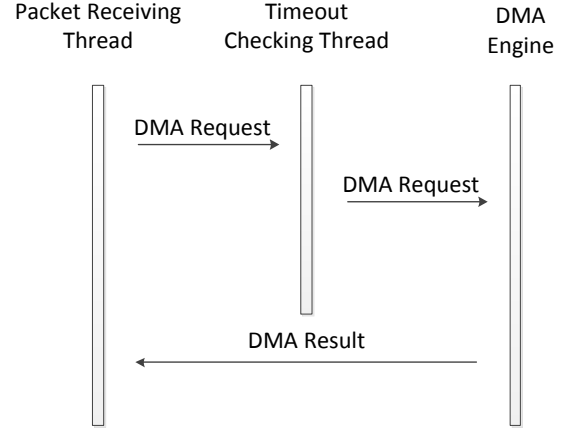 Packet Receiving
Thread
Timeout
Checking Thread
DMA
Engine
DMA Request
DMA Request
DMA Result